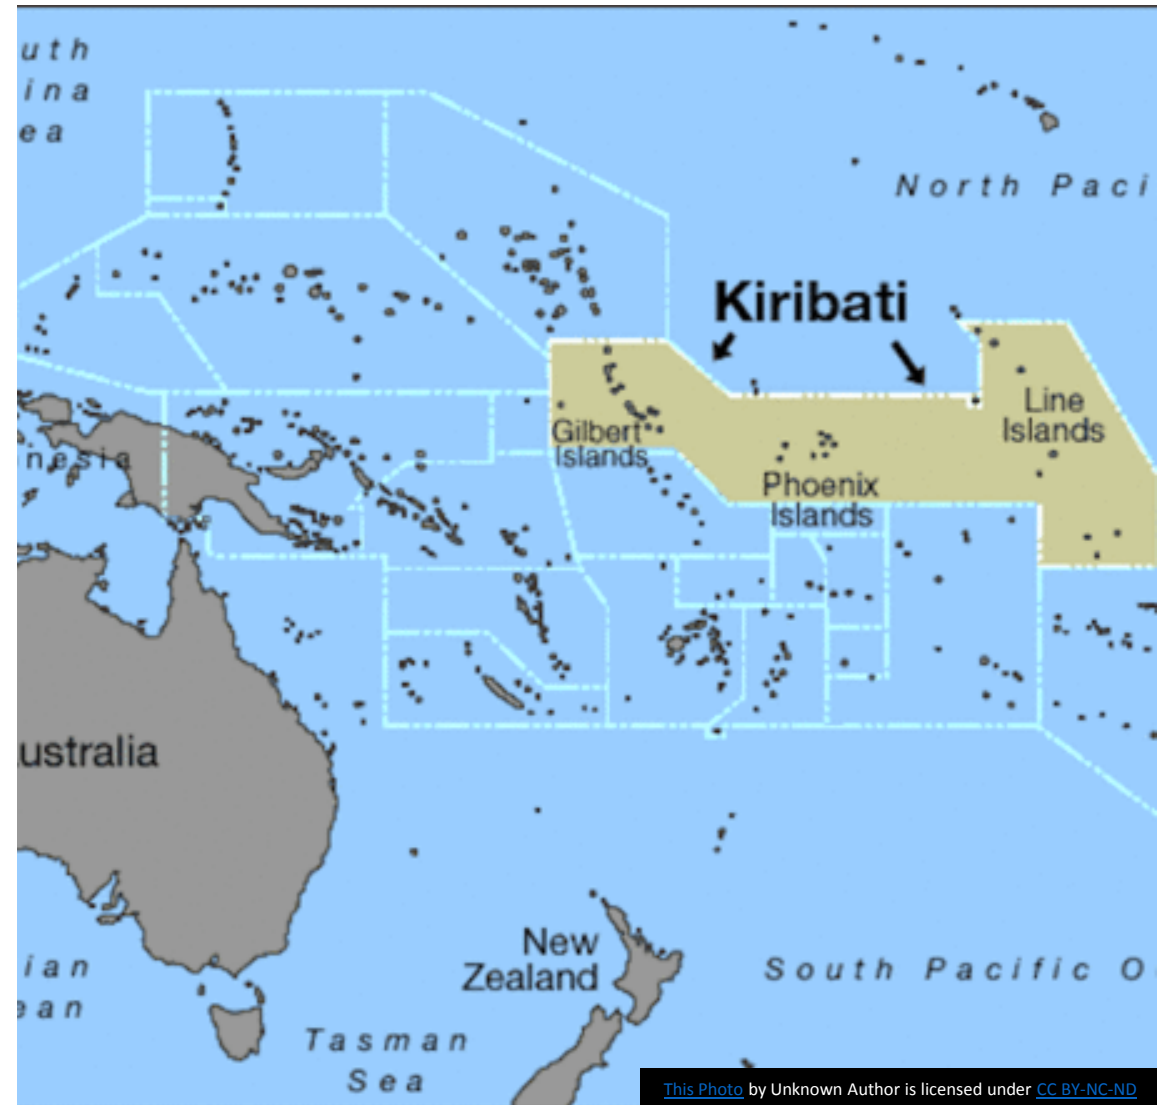 uth
ina
ea
North Paci
Kiribati
Line
Islands
Gilbert
Islands
nesia
Phoenix
Islands
ustralia
New
Zealand
ian
ean
South Pacific O
Tasman
Sea
This Photo by Unknown Author is licensed under CC BY-NC-ND